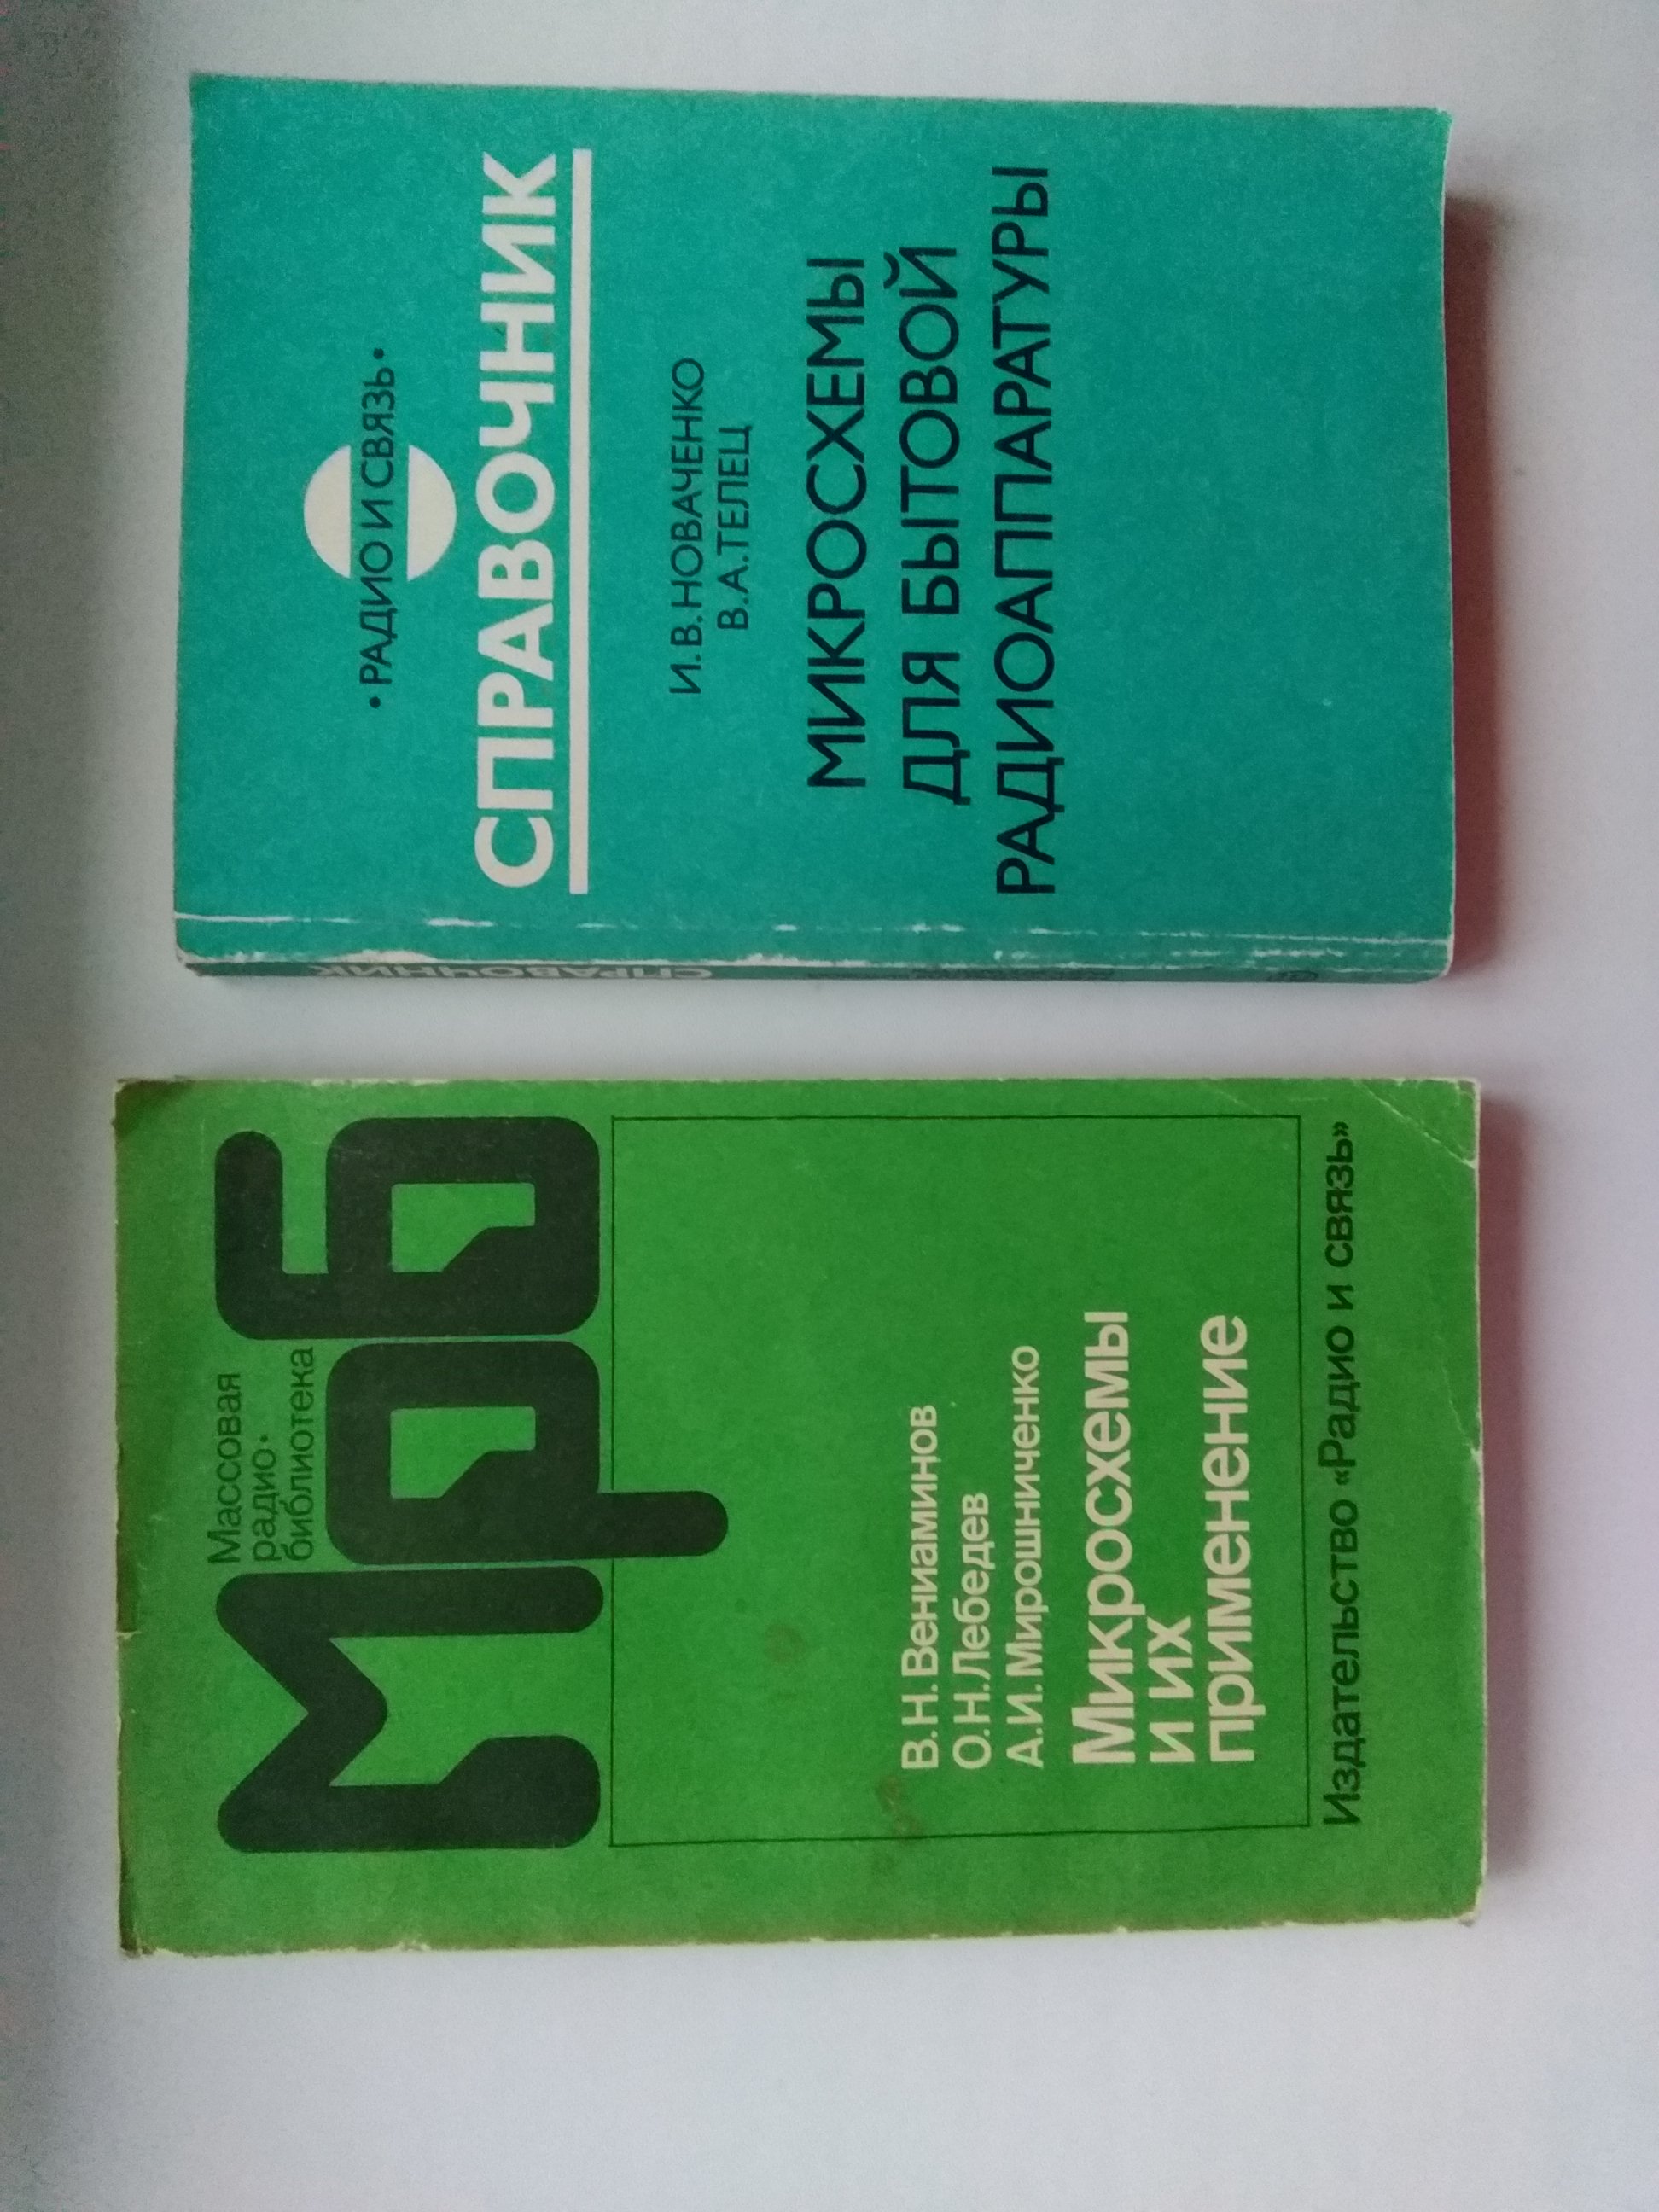 Массовая
радио-
библиотека
Мрб
В.Н.Вениаминов
О.Н.Лебедев
А.И.Мирошниченко
Микросхемы
и их
применение
Издательство «Радио и связь»
•РАДИО И СВЯЗЬ•
СПРАВОЧНИК
И.В.НОВАЧЕНКО
В.А.ТЕЛЕЦ
МИКРОСХЕМЫ
ДЛЯ БЫТОВОЙ
РАДИОАППАРАТУРЫ
СПРАВОЧНИК